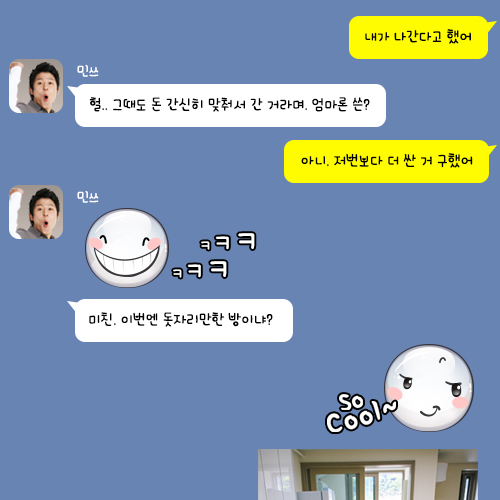 내가 나간다고 했어
민쓰
헐.. 그때도 돈 간신히 맞춰서 간 거라며. 엄마론 쓴?
아니. 저번보다 더 싼 거 구했어
민쓰
ㅋㅋㅋ
ㅋㅋㅋ
미친. 이번엔 돗자리만한 방이냐?
SO
COOL~